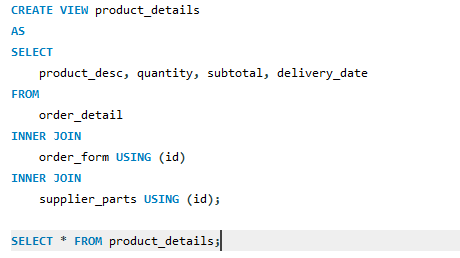 CREATE VIEW product_details
AS
SELECT
product_desc, quantity, subtotal, delivery_date
FROM
order_detail
INNER JOIN
order_form USING (id)
INNER JOIN
supplier_parts USING (id);
SELECT * FROM product_details;